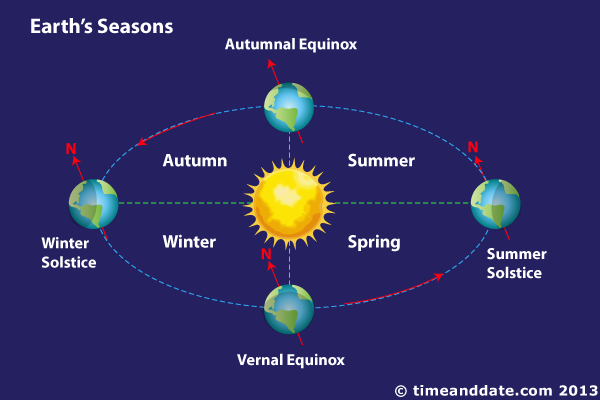 Earth's Seasons
Autumnal Equinox
N
Autumn
Summer
N
Winter
Solstice
Winter
N
Spring
Summer
Solstice
Vernal Equinox
© timeanddate.com 2013